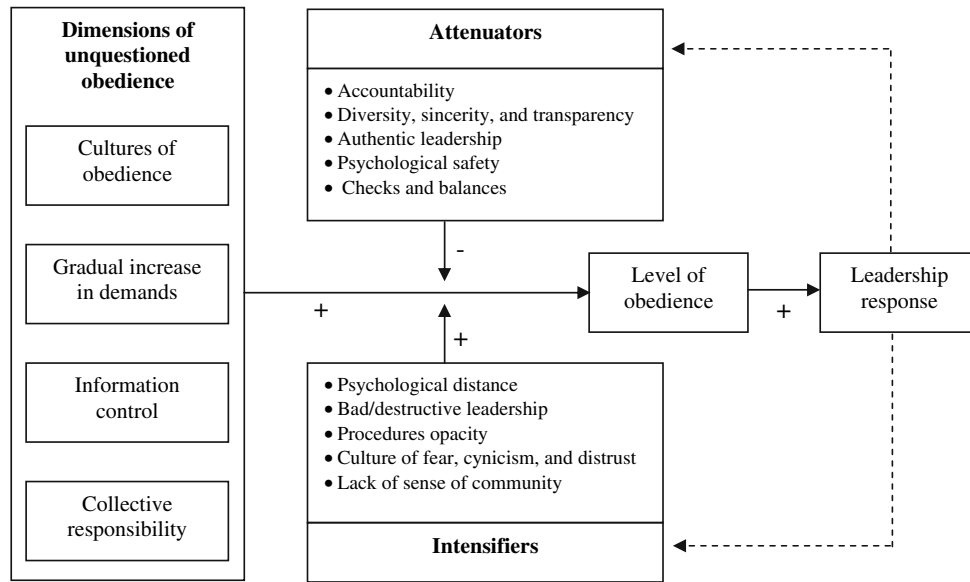 Dimensions of
unquestioned
obedience
Cultures of
obedience
Gradual increase
in demands
Information
control
Collective
responsibility
Attenuators
• Accountability
• Diversity, sincerity, and transparency
• Authentic leadership
• Psychological safety
• Checks and balances
-
+
+
• Psychological distance
• Bad/destructive leadership
• Procedures opacity
• Culture of fear, cynicism, and distrust
• Lack of sense of community
Intensifiers
Level of
obedience
+
Leadership
response